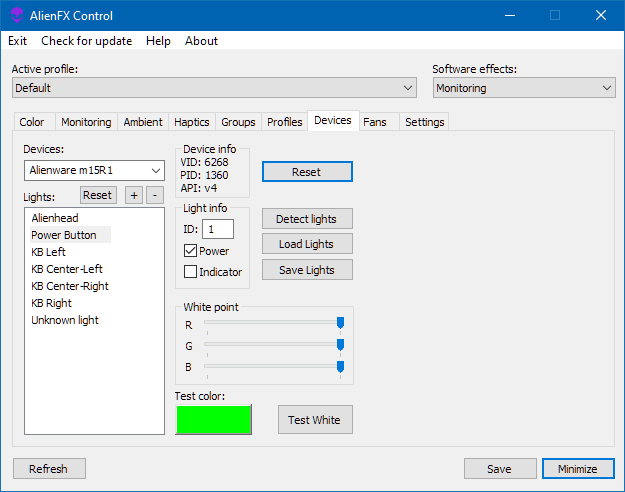 AlienFX Control
Exit Check for update Help About
Active profile: Software effects:
Default Monitoring
Color Monitoring Ambient Haptics Groups Profiles Devices Fans Settings
Devices:
Alienware m15R1
Lights: Reset + -
Alienhead
Power Button
KB Left
KB Center-Left
KB Center-Right
KB Right
Unknown light
Device info
VID: 6268
PID: 1360
API: v4
Reset
Light info
ID: 1
Power
Indicator
Detect lights
Load Lights
Save Lights
White point
R
G
B
Test color:
Test White
Refresh Save Minimize